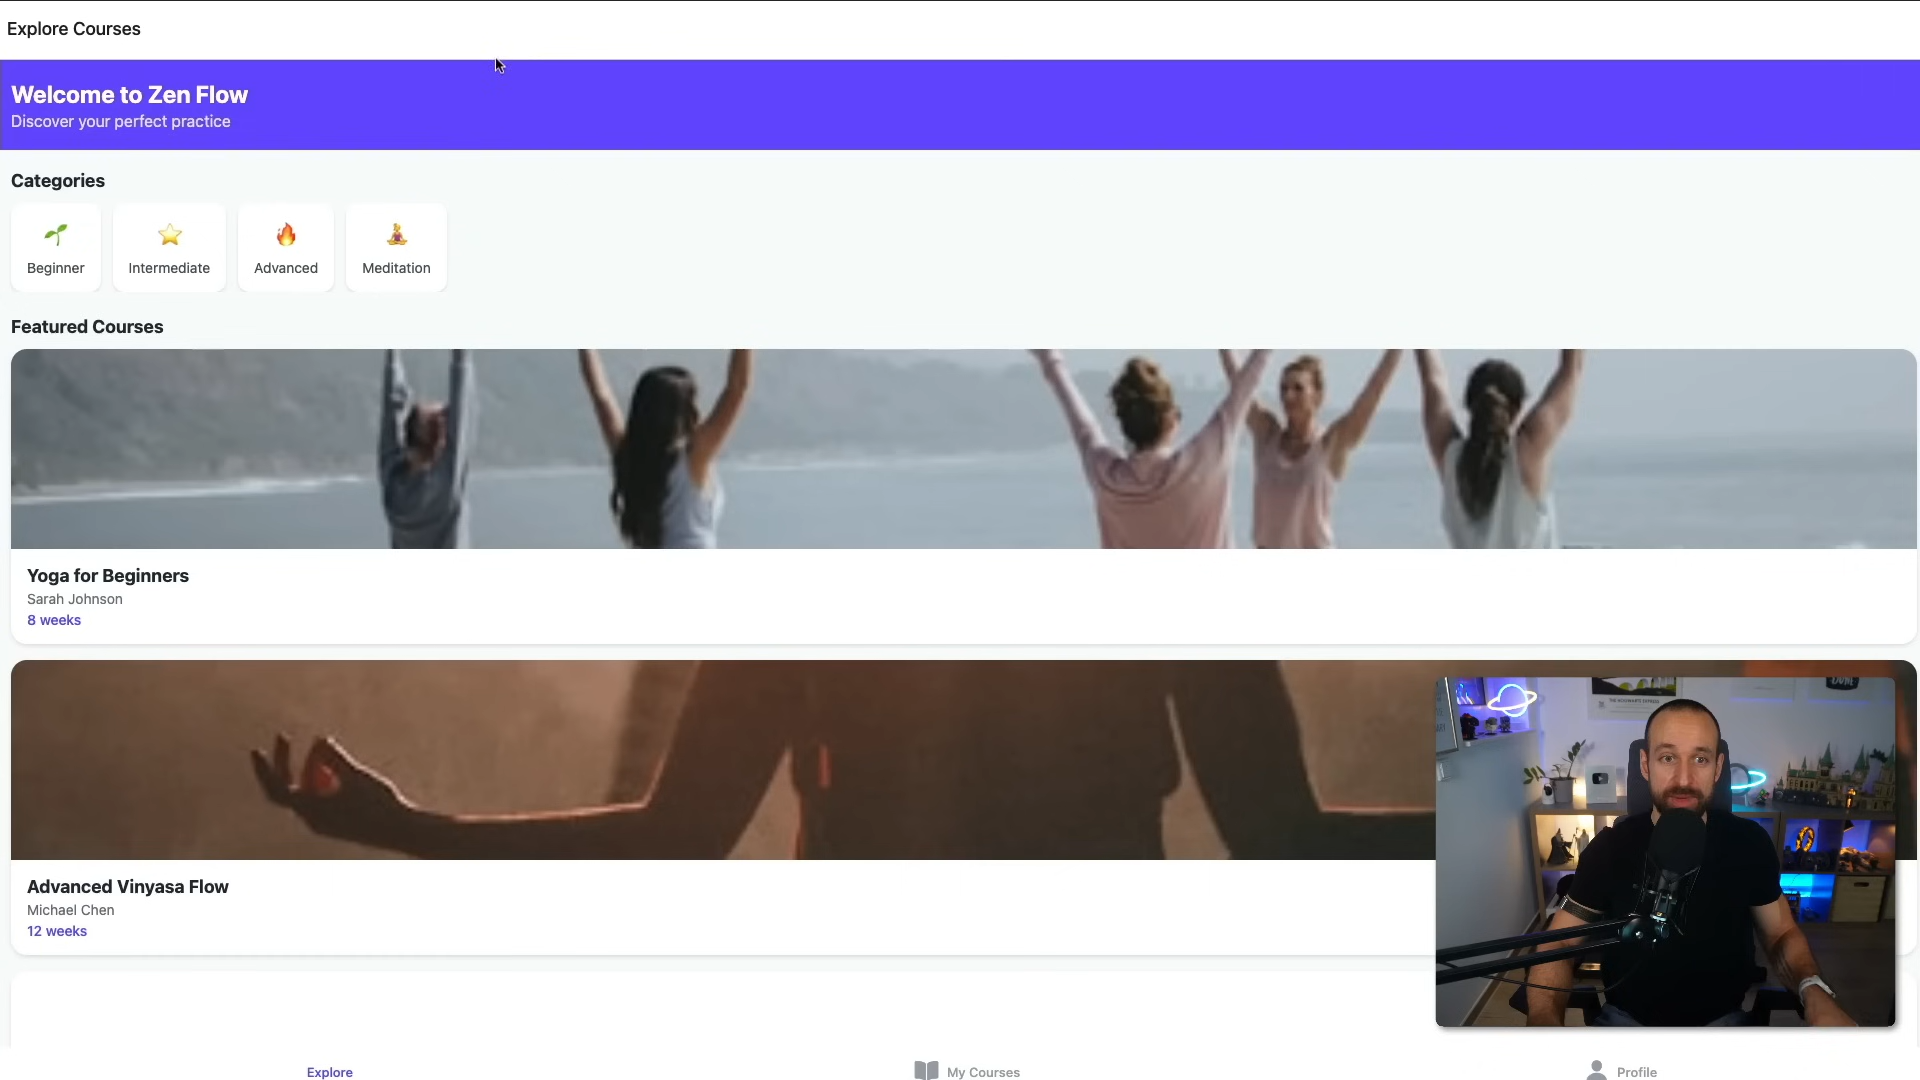 Explore Courses
Welcome to Zen Flow
Discover your perfect practice
Categories
Beginner
Intermediate
Advanced
Meditation
Featured Courses
Yoga for Beginners
Sarah Johnson
8 weeks
Advanced Vinyasa Flow
Michael Chen
12 weeks
Explore
My Courses
Profile